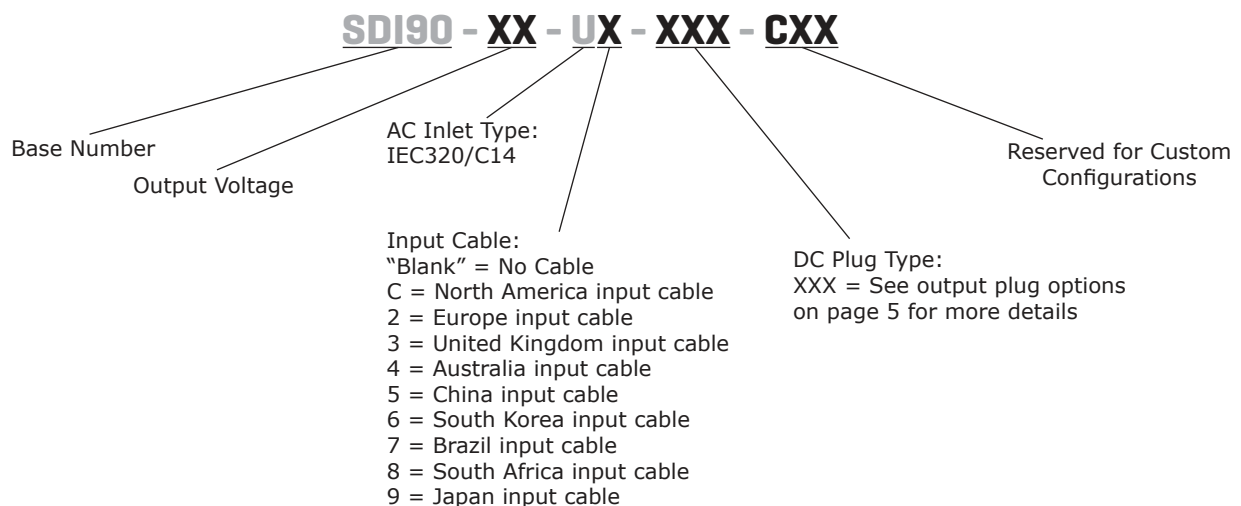 SDI90 - XX - UX - XXX - CXX
Base Number
Output Voltage
AC Inlet Type:
IEC320/C14
Input Cable:
“Blank” = No Cable
C = North America input cable
2 = Europe input cable
3 = United Kingdom input cable
4 = Australia input cable
5 = China input cable
6 = South Korea input cable
7 = Brazil input cable
8 = South Africa input cable
9 = Japan input cable
DC Plug Type:
XXX = See output plug options
on page 5 for more details
Reserved for Custom
Configurations